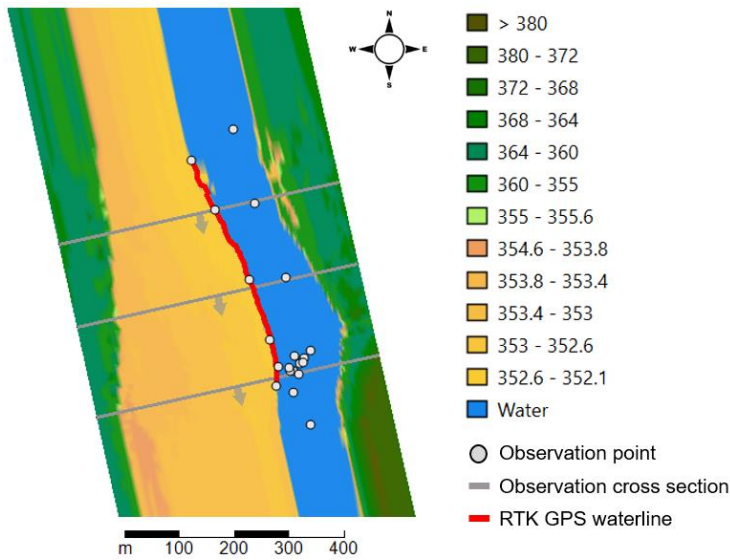 N
W E
S
> 380
380 - 372
372 - 368
368 - 364
364 - 360
360 - 355
355 - 355.6
354.6 - 353.8
353.8 - 353.4
353.4 - 353
353 - 352.6
352.6 - 352.1
Water
Observation point
Observation cross section
RTK GPS waterline
m 100 200 300 400